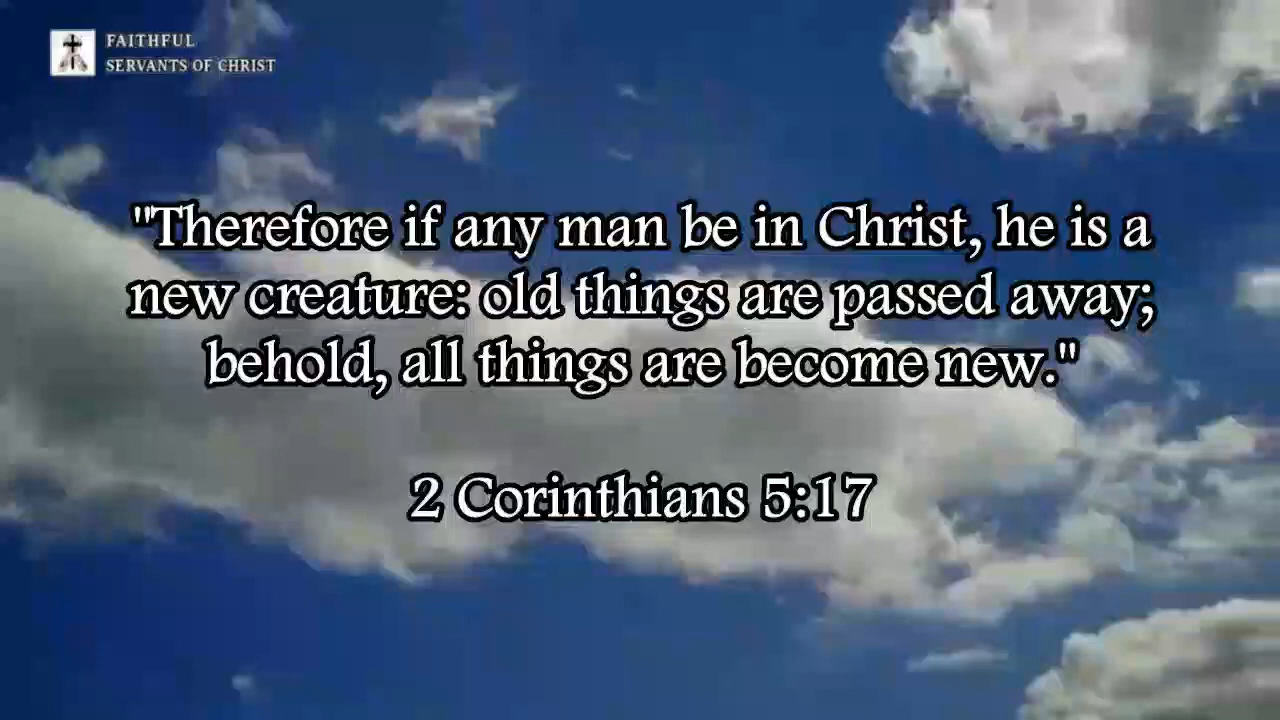 FAITHFUL
SERVANTS OF CHRIST
"Therefore if any man be in Christ, he is a
new creature: old things are passed away;
behold, all things are become new."
2 Corinthians 5:17